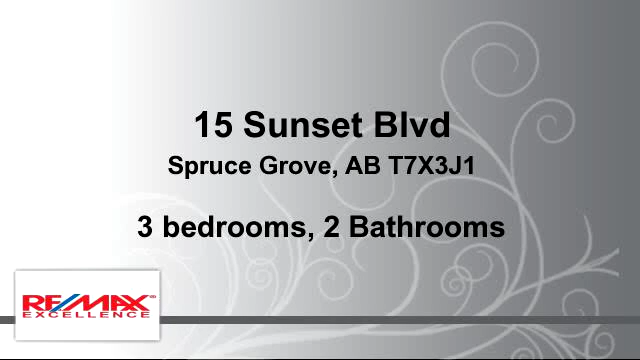 15 Sunset Blvd
Spruce Grove, AB T7X3J1
3 bedrooms, 2 Bathrooms
RE/MAX
EXCELLENCE